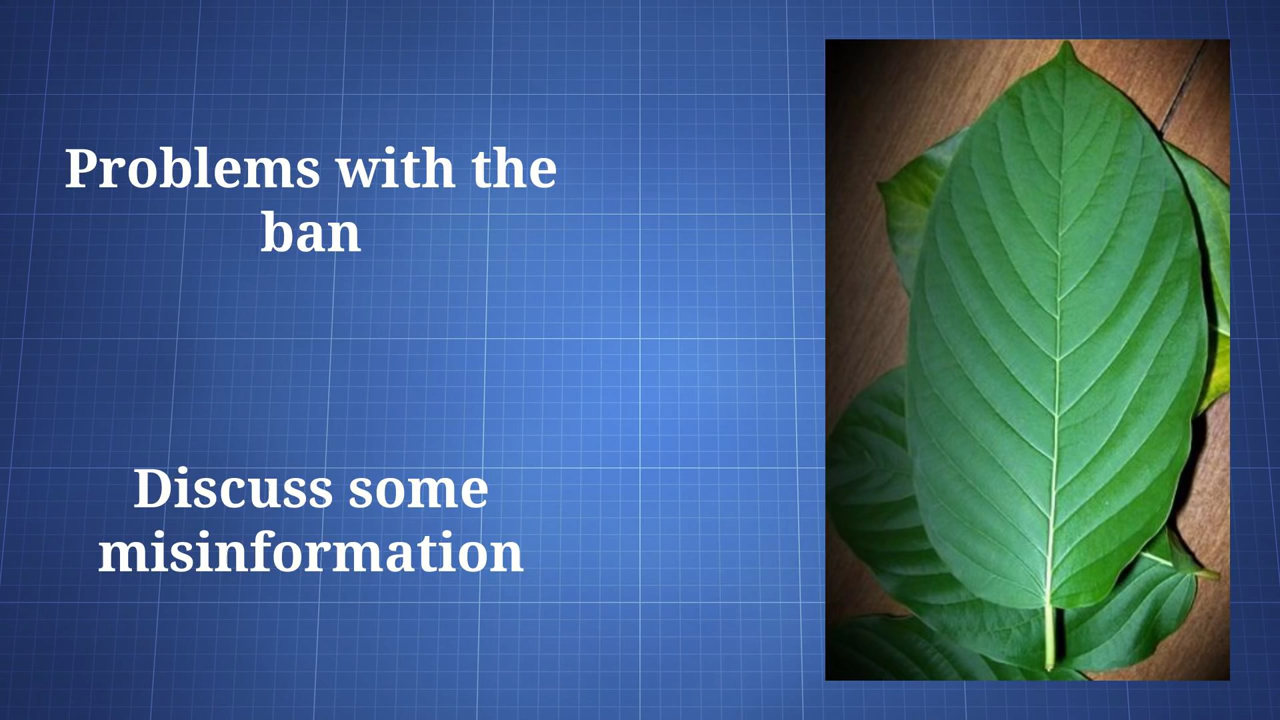 Problems with the
ban
Discuss some
misinformation